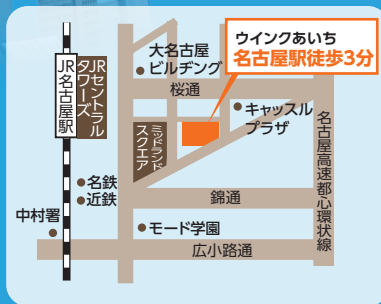 ウインクあいち
名古屋駅徒歩3分
大名古屋
ビルヂング
桜通
JR名古屋駅
JRセントラル
タワーズ
キャッスル
プラザ
ミッドランド
スクエア
名古屋高速都心環状線
名鉄
近鉄
錦通
中村署
モード学園
広小路通